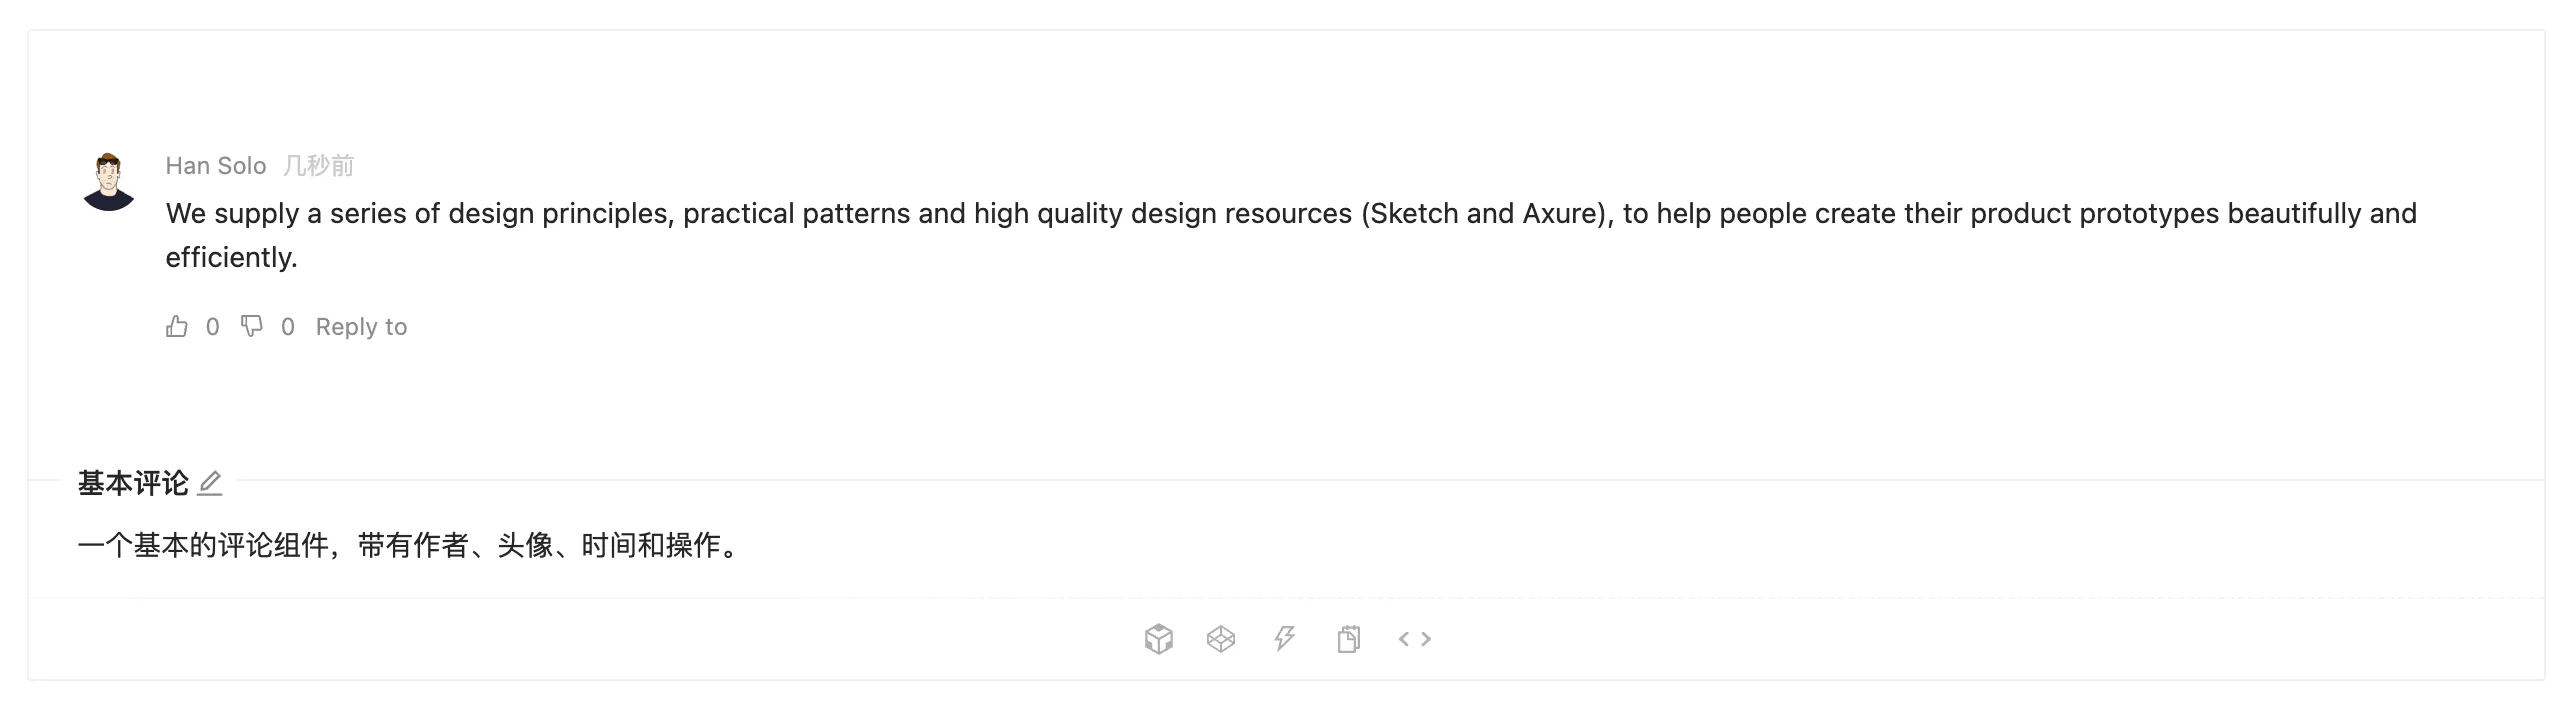 Han Solo 几秒前
We supply a series of design principles, practical patterns and high quality design resources (Sketch and Axure), to help people create their product prototypes beautifully and
efficiently.
0 0 Reply to
基本评论
一个基本的评论组件，带有作者、头像、时间和操作。